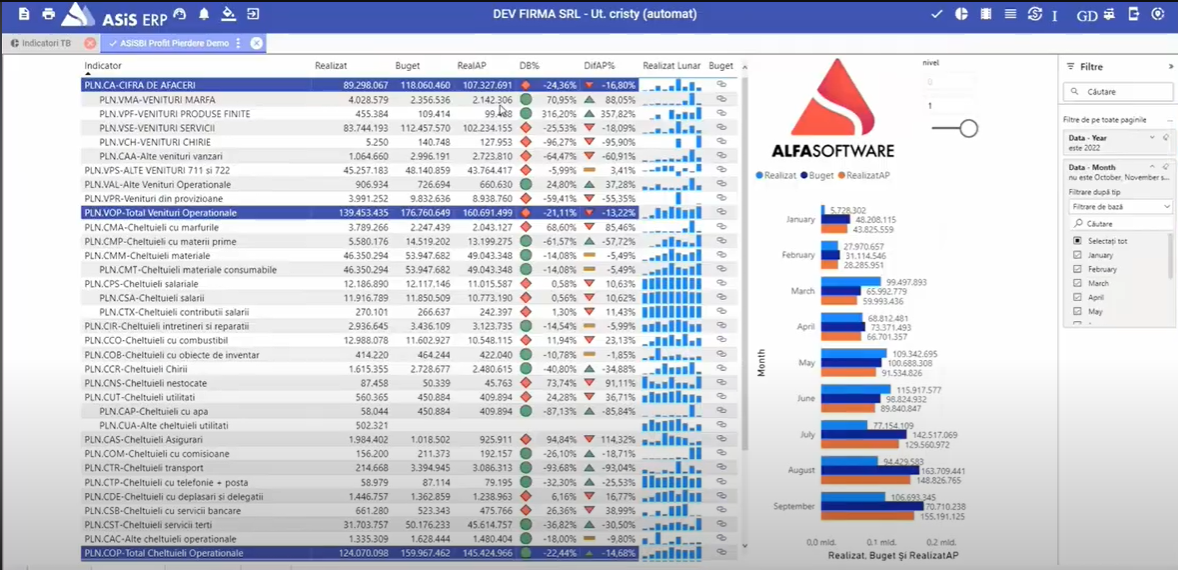 ASiS ERP
DEV FIRMA SRL - Ut. cristy (automat)
I
GD
Indicatori TB
ASiSBI Profit Pierdere Demo
Indicator Realizat Buget RealAP DB% DifAP% Realizat Lunar Buget
PLN.CA-CIFRA DE AFACERI 89.298.067 118.060.460 107.327.691 -24,36% -16,80%
PLN.VMA-VENITURI MARFA 4.028.579 2.356.536 2.142.306 70,95% 88,05%
PLN.VPF-VENITURI PRODUSE FINITE 455.384 109.414 316,20% 357,82%
PLN.VSE-VENITURI SERVICII 83.744.193 112.457.570 102.234.155 -25,53% -18,09%
PLN.VCH-VENITURI CHIRIE 5.250 140.748 127.953 -96,27% -95,90%
PLN.CAA-Alte venituri vanzari 1.064.660 2.996.191 2.723.810 -64,47% -60,91%
PLN.VPS-ALTE VENITURI 711 si 722 45.257.183 48.140.859 43.764.417 -5,99% 3,41%
PLN.VAL-Alte Venituri Operationale 906.934 726.694 660.630 24,80% 37,28%
PLN.VPR-Venituri din provizioane 3.991.252 9.832.636 8.938.760 -59,41% -55,35%
PLN.VOP-Total Venituri Operationale 139.453.435 176.760.649 160.691.499 -21,11% -13,22%
PLN.CMA-Cheltuieli cu marfurile 3.789.266 2.247.439 2.043.127 68,60% 85,46%
PLN.CMP-Cheltuieli cu materii prime 5.580.176 14.519.202 13.199.275 -61,57% -57,72%
PLN.CMM-Cheltuieli materiale 46.350.294 53.947.682 49.043.348 -14,08% -5,49%
PLN.CMT-Cheltuieli materiale consumabile 46.350.294 53.947.682 49.043.348 -14,08% -5,49%
PLN.CPS-Cheltuieli salariale 12.186.890 12.117.146 11.015.587 0,58% 10,63%
PLN.CSA-Cheltuieli salarii 11.916.789 11.850.509 10.773.190 0,56% 10,62%
PLN.CTX-Cheltuieli contributii salarii 270.101 266.637 242.397 1,30% 11,43%
PLN.CIR-Cheltuieli intretineri si reparatii 2.936.645 3.436.109 3.123.735 -14,54% -5,99%
PLN.CCO-Cheltuieli cu combustibil 12.988.078 11.602.927 10.548.115 11,94% 23,13%
PLN.COB-Cheltuieli cu obiecte de inventar 414.220 464.244 422.040 -10,78% -1,85%
PLN.CCR-Cheltuieli Chirii 1.615.355 2.728.677 2.480.615 -40,80% -34,88%
PLN.CNS-Cheltuieli nestocate 87.458 50.339 45.763 73,74% 91,11%
PLN.CUT-Cheltuieli utilitati 560.365 450.884 409.894 24,28% 36,71%
PLN.CAP-Cheltuieli cu apa 58.044 450.884 409.894 -87,13% -85,84%
PLN.CUA-Alte cheltuieli utilitati 502.321
PLN.CAS-Cheltuieli Asigurari 1.984.402 1.018.502 925.911 94,84% 114,32%
PLN.COM-Cheltuieli cu comisioane 156.200 211.373 192.157 -26,10% -18,71%
PLN.CTR-Cheltuieli transport 214.668 3.394.945 3.086.313 -93,68% -93,04%
PLN.CTP-Cheltuieli cu telefonie + posta 58.979 87.114 79.195 -32,30% -25,53%
PLN.CDE-Cheltuieli cu deplasari si delegatii 1.446.757 1.362.859 1.238.963 6,16% 16,77%
PLN.CSB-Cheltuieli cu servicii bancare 661.280 523.343 475.766 26,36% 38,99%
PLN.CST-Cheltuieli servicii terti 31.703.757 50.176.233 45.614.757 -36,82% -30,50%
PLN.CAC-Alte cheltuieli operationale 1.335.309 1.628.444 1.480.404 -18,00% -9,80%
PLN.COP-Total Cheltuieli Operationale 124.070.098 159.967.462 145.424.966 -22,44% -14,68%
nivel
0
1
ALFASOFTWARE
Realizat Buget RealizatAP
Month
January 5.728.302
48.208.115
43.825.559
February 27.970.657
31.114.546
28.285.951
March 99.497.893
65.992.779
59.993.436
April 68.812.481
73.371.493
66.701.357
May 109.342.695
100.688.308
91.534.826
June 115.917.577
98.824.932
89.840.847
July 77.154.109
142.517.069
129.560.972
August 94.429.583
163.709.441
148.826.765
September 106.693.345
70.710.238
155.191.125
0.0 mld. 0.1 mld. 0.2 mld.
Realizat, Buget Şi RealizatAP
Filtre
Căutare
Filtre de pe toate paginile ...
Data - Year
este 2022
Data - Month
nu este October, November s...
Filtrare după tip
Filtrare de bază
Căutare
Selectați tot
January
February
March
April
May